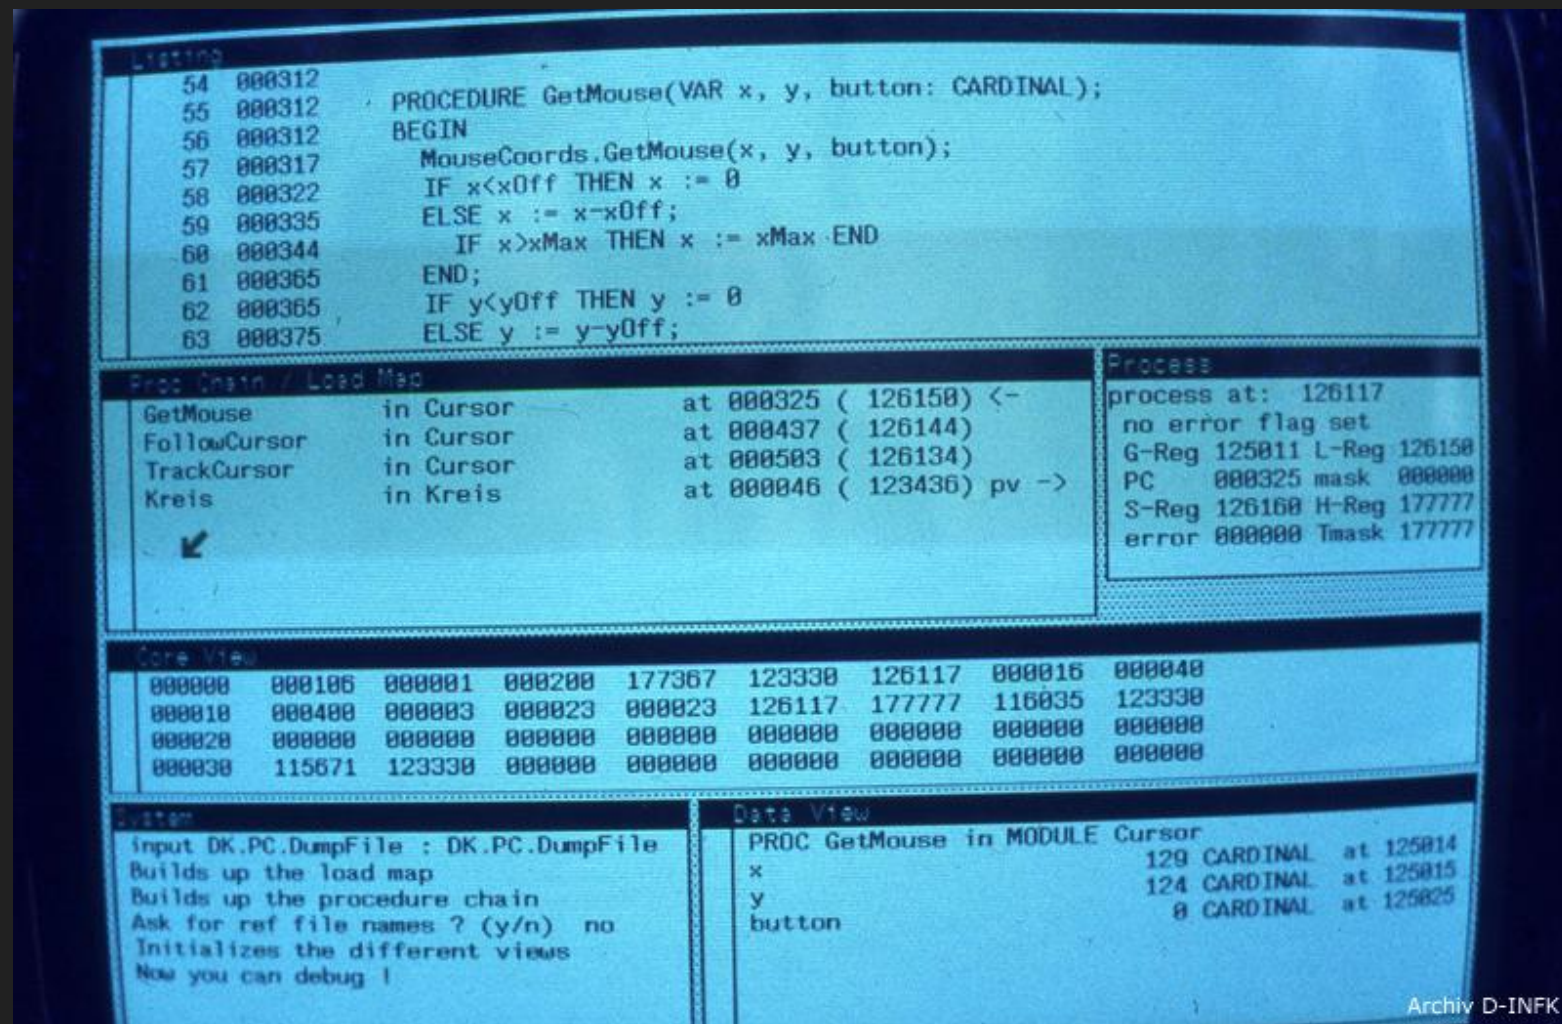 Listing
54 000312
55 000312 PROCEDURE GetMouse(VAR x, y, button: CARDINAL);
56 000312 BEGIN
57 000317 MouseCoords.GetMouse(x, y, button);
58 000322 IF x<xOff THEN x := 0
59 000335 ELSE x := x-xOff;
60 000344 IF x>xMax THEN x := xMax END
61 000365 END;
62 000365 IF y<yOff THEN y := 0
63 000375 ELSE y := y-yOff;
Proc Chain / Load Map
GetMouse in Cursor at 000325 ( 126150) <-
FollowCursor in Cursor at 000437 ( 126144)
TrackCursor in Cursor at 000503 ( 126134)
Kreis in Kreis at 000046 ( 123436) pv ->
Process
process at: 126117
no error flag set
G-Reg 125011 L-Reg 126150
PC 000325 mask 000000
S-Reg 126160 H-Reg 177777
error 000000 Tmask 177777
Core View
000000 000106 000001 000200 177367 123330 126117 000016 000040
000010 000400 000003 000023 000023 126117 177777 116035 123330
000020 000000 000000 000000 000000 000000 000000 000000 000000
000030 115671 123330 000000 000000 000000 000000 000000 000000
System
input DK.PC.DumpFile : DK.PC.DumpFile
Builds up the load map
Builds up the procedure chain
Ask for ref file names ? (y/n) no
Initializes the different views
Now you can debug !
Data View
PROC GetMouse in MODULE Cursor
x 129 CARDINAL at 125014
y 124 CARDINAL at 125015
button 0 CARDINAL at 125025
Archiv D-INFK